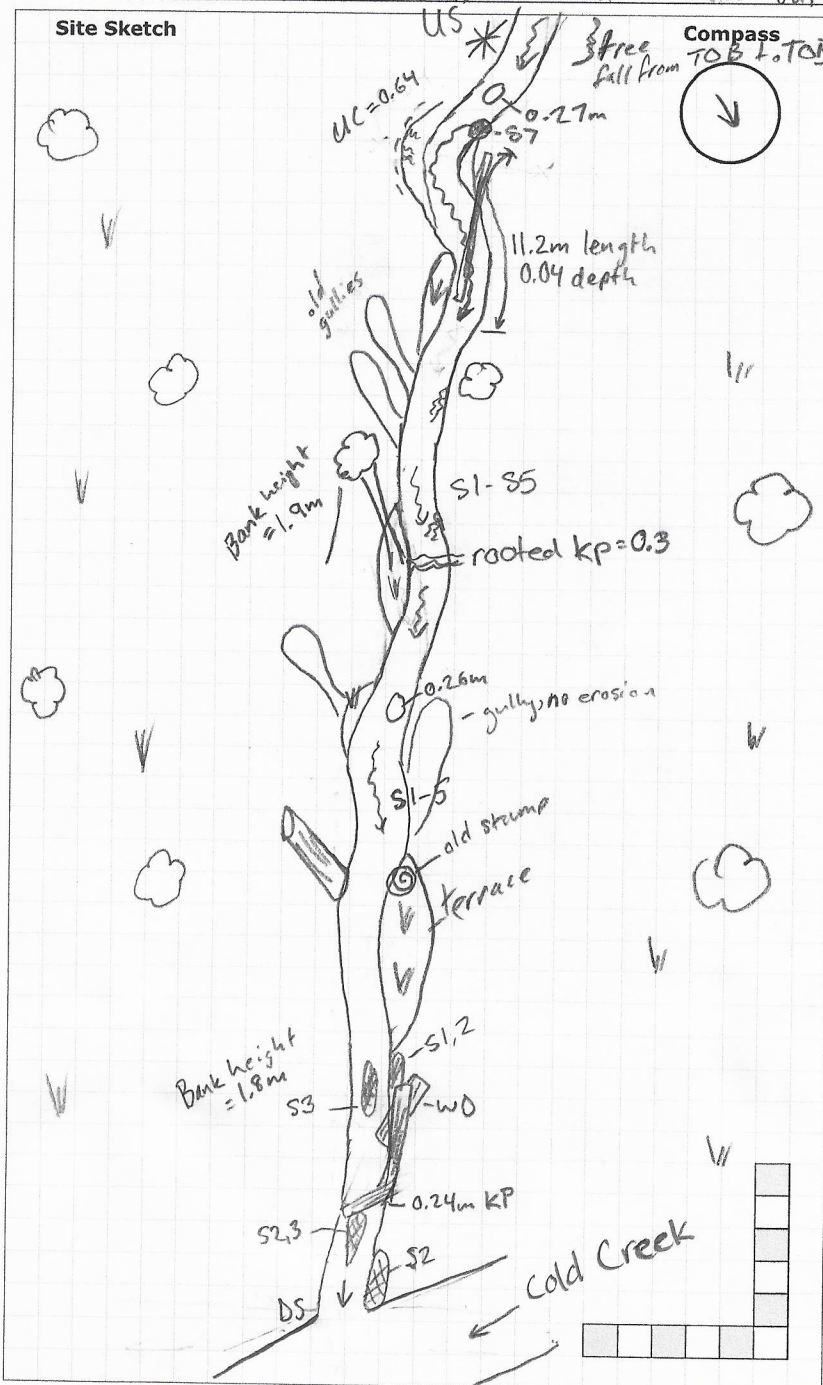 Site Sketch
Compass
US
tree
fall from TOB t. TOB
UC=0.64
0.27m
S7
11.2m length
0.04 depth
old
gullies
Bank height
=1.9m
S1-S5
rooted kp=0.3
0.26m
gully, no erosion
S1-5
old stump
terrace
S1,2
Bank height
=1.8m
S3
WD
0.24m KP
S2,3
S2
Cold Creek
DS